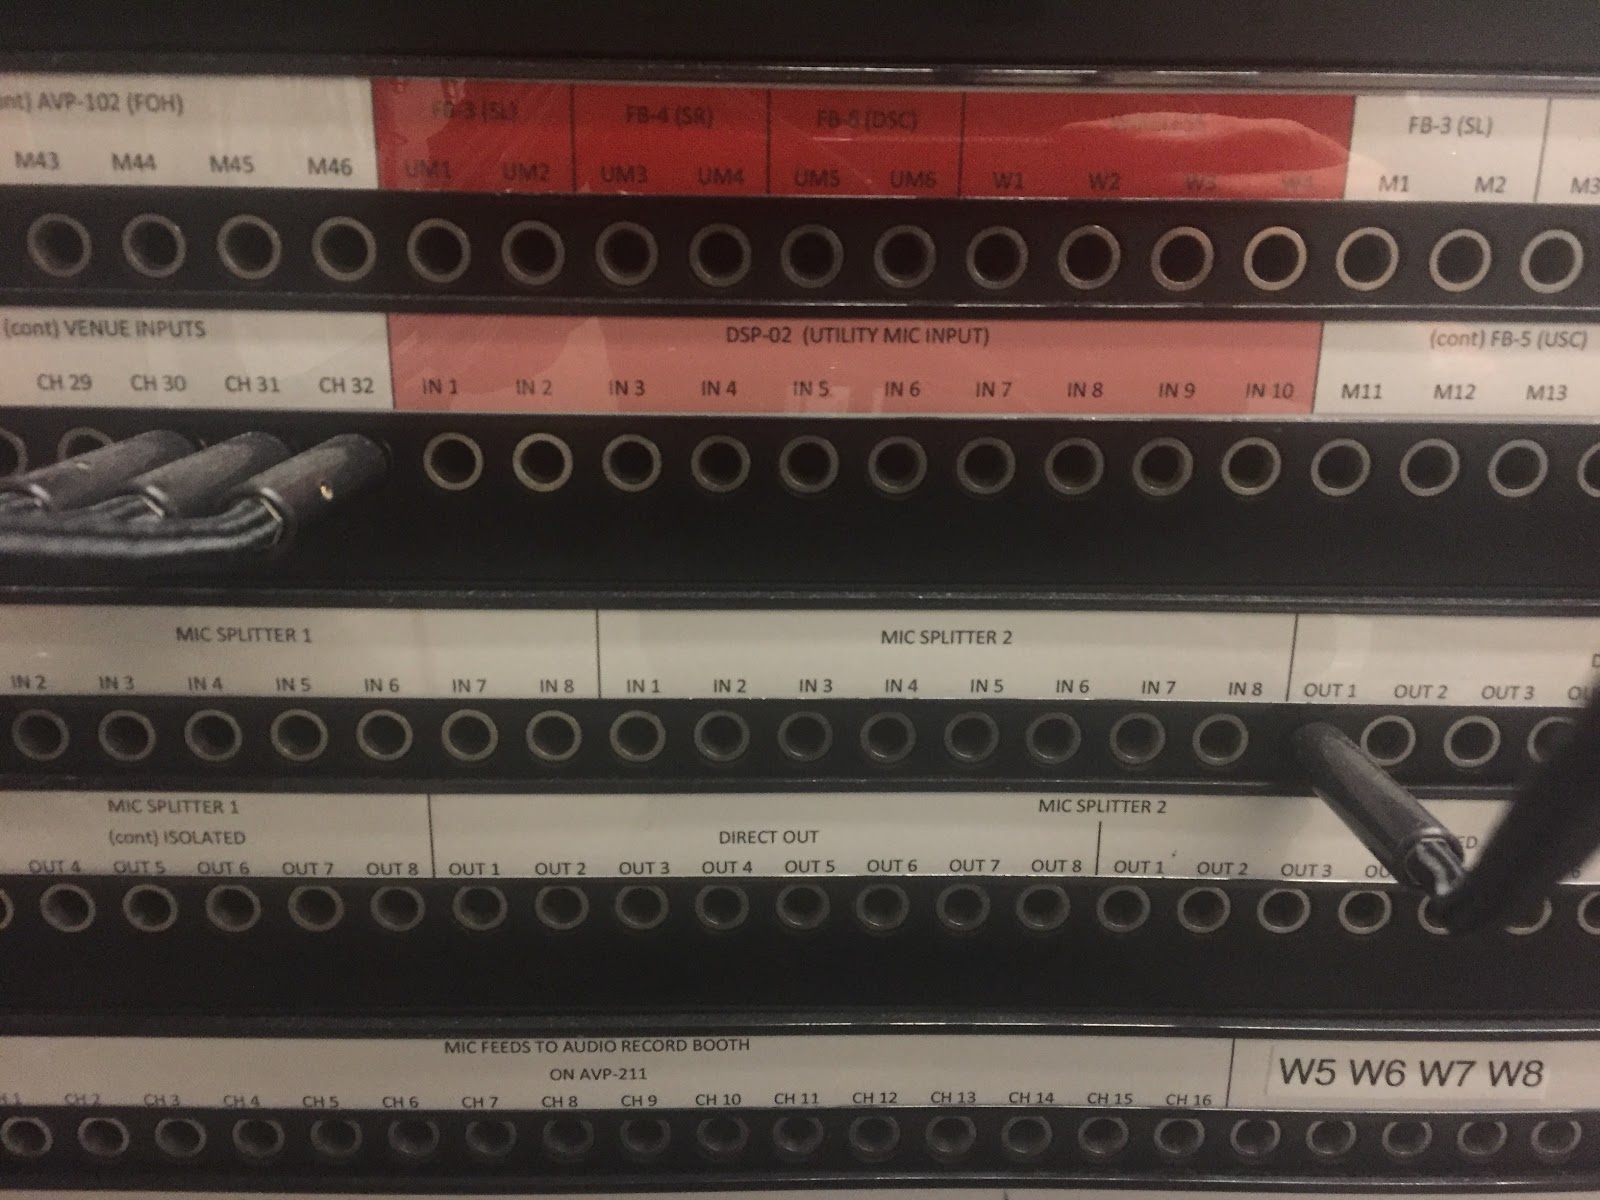 AVP-102 (FOH) FB-3 (SL) FB-4 (SR) FB-5 (DSC) FB-3 (SL)
M43 M44 M45 M46 UM1 UM2 UM3 UM4 UM5 UM6 W1 W2 W3 W4 M1 M2 M3
(cont) VENUE INPUTS DSP-02 (UTILITY MIC INPUT) (cont) FB-5 (USC)
CH 29 CH 30 CH 31 CH 32 IN 1 IN 2 IN 3 IN 4 IN 5 IN 6 IN 7 IN 8 IN 9 IN 10 M11 M12 M13
MIC SPLITTER 1 MIC SPLITTER 2
IN 2 IN 3 IN 4 IN 5 IN 6 IN 7 IN 8 IN 1 IN 2 IN 3 IN 4 IN 5 IN 6 IN 7 IN 8 OUT 1 OUT 2 OUT 3
MIC SPLITTER 1 MIC SPLITTER 2
(cont) ISOLATED DIRECT OUT
OUT 4 OUT 5 OUT 6 OUT 7 OUT 8 OUT 1 OUT 2 OUT 3 OUT 4 OUT 5 OUT 6 OUT 7 OUT 8 OUT 1 OUT 2 OUT 3
MIC FEEDS TO AUDIO RECORD BOOTH
ON AVP-211
CH 2 CH 3 CH 4 CH 5 CH 6 CH 7 CH 8 CH 9 CH 10 CH 11 CH 12 CH 13 CH 14 CH 15 CH 16
W5 W6 W7 W8